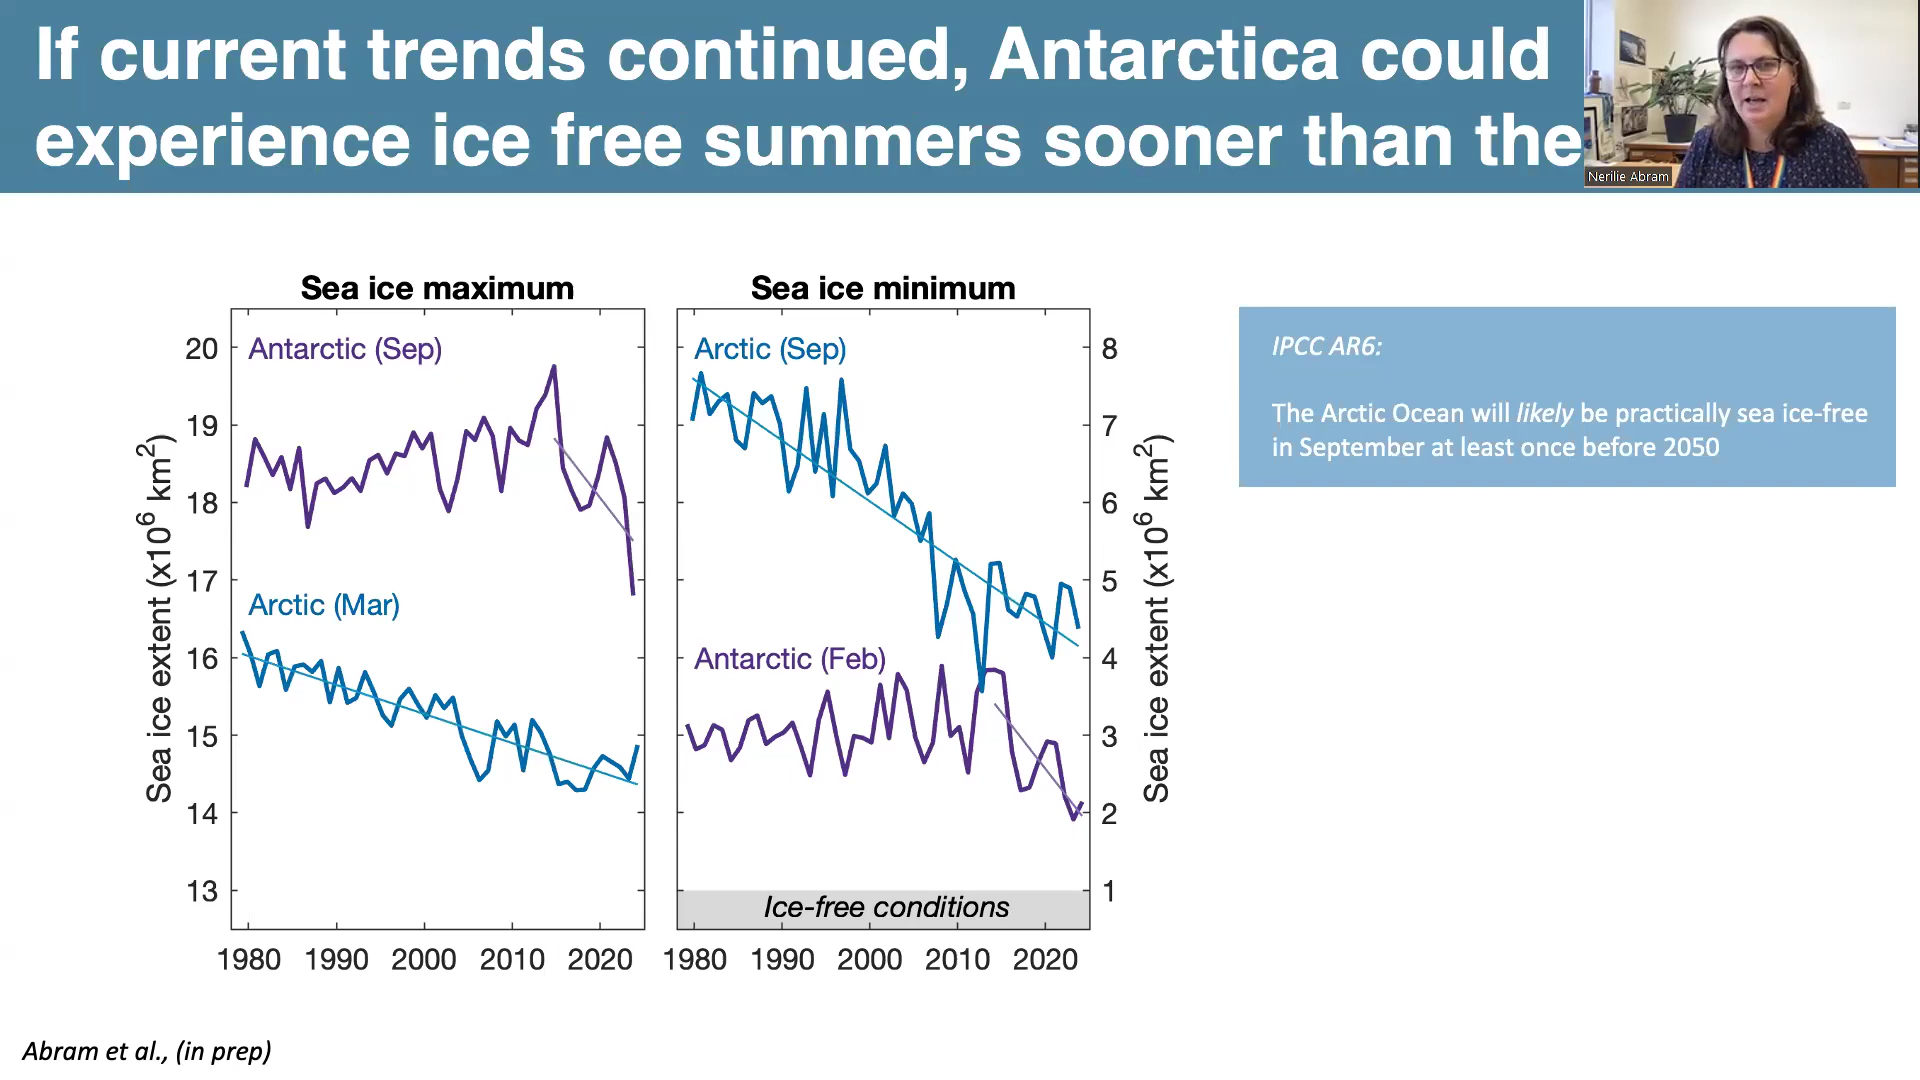 If current trends continued, Antarctica could
experience ice free summers sooner than the
Nerilie Abram
Sea ice maximum
Sea ice extent (x10⁶ km²)
20
19
18
17
16
15
14
13
Antarctic (Sep)
Arctic (Mar)
1980 1990 2000 2010 2020
Sea ice minimum
Arctic (Sep)
Antarctic (Feb)
Ice-free conditions
8
7
6
5
4
3
2
1
Sea ice extent (x10⁶ km²)
1980 1990 2000 2010 2020
IPCC AR6:
The Arctic Ocean will likely be practically sea ice-free
in September at least once before 2050
Abram et al., (in prep)